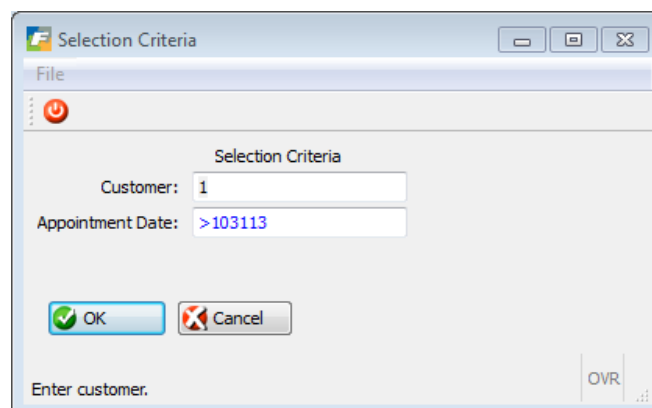 Selection Criteria
File
Selection Criteria
Customer: 1
Appointment Date: >103113
OK Cancel
Enter customer. OVR